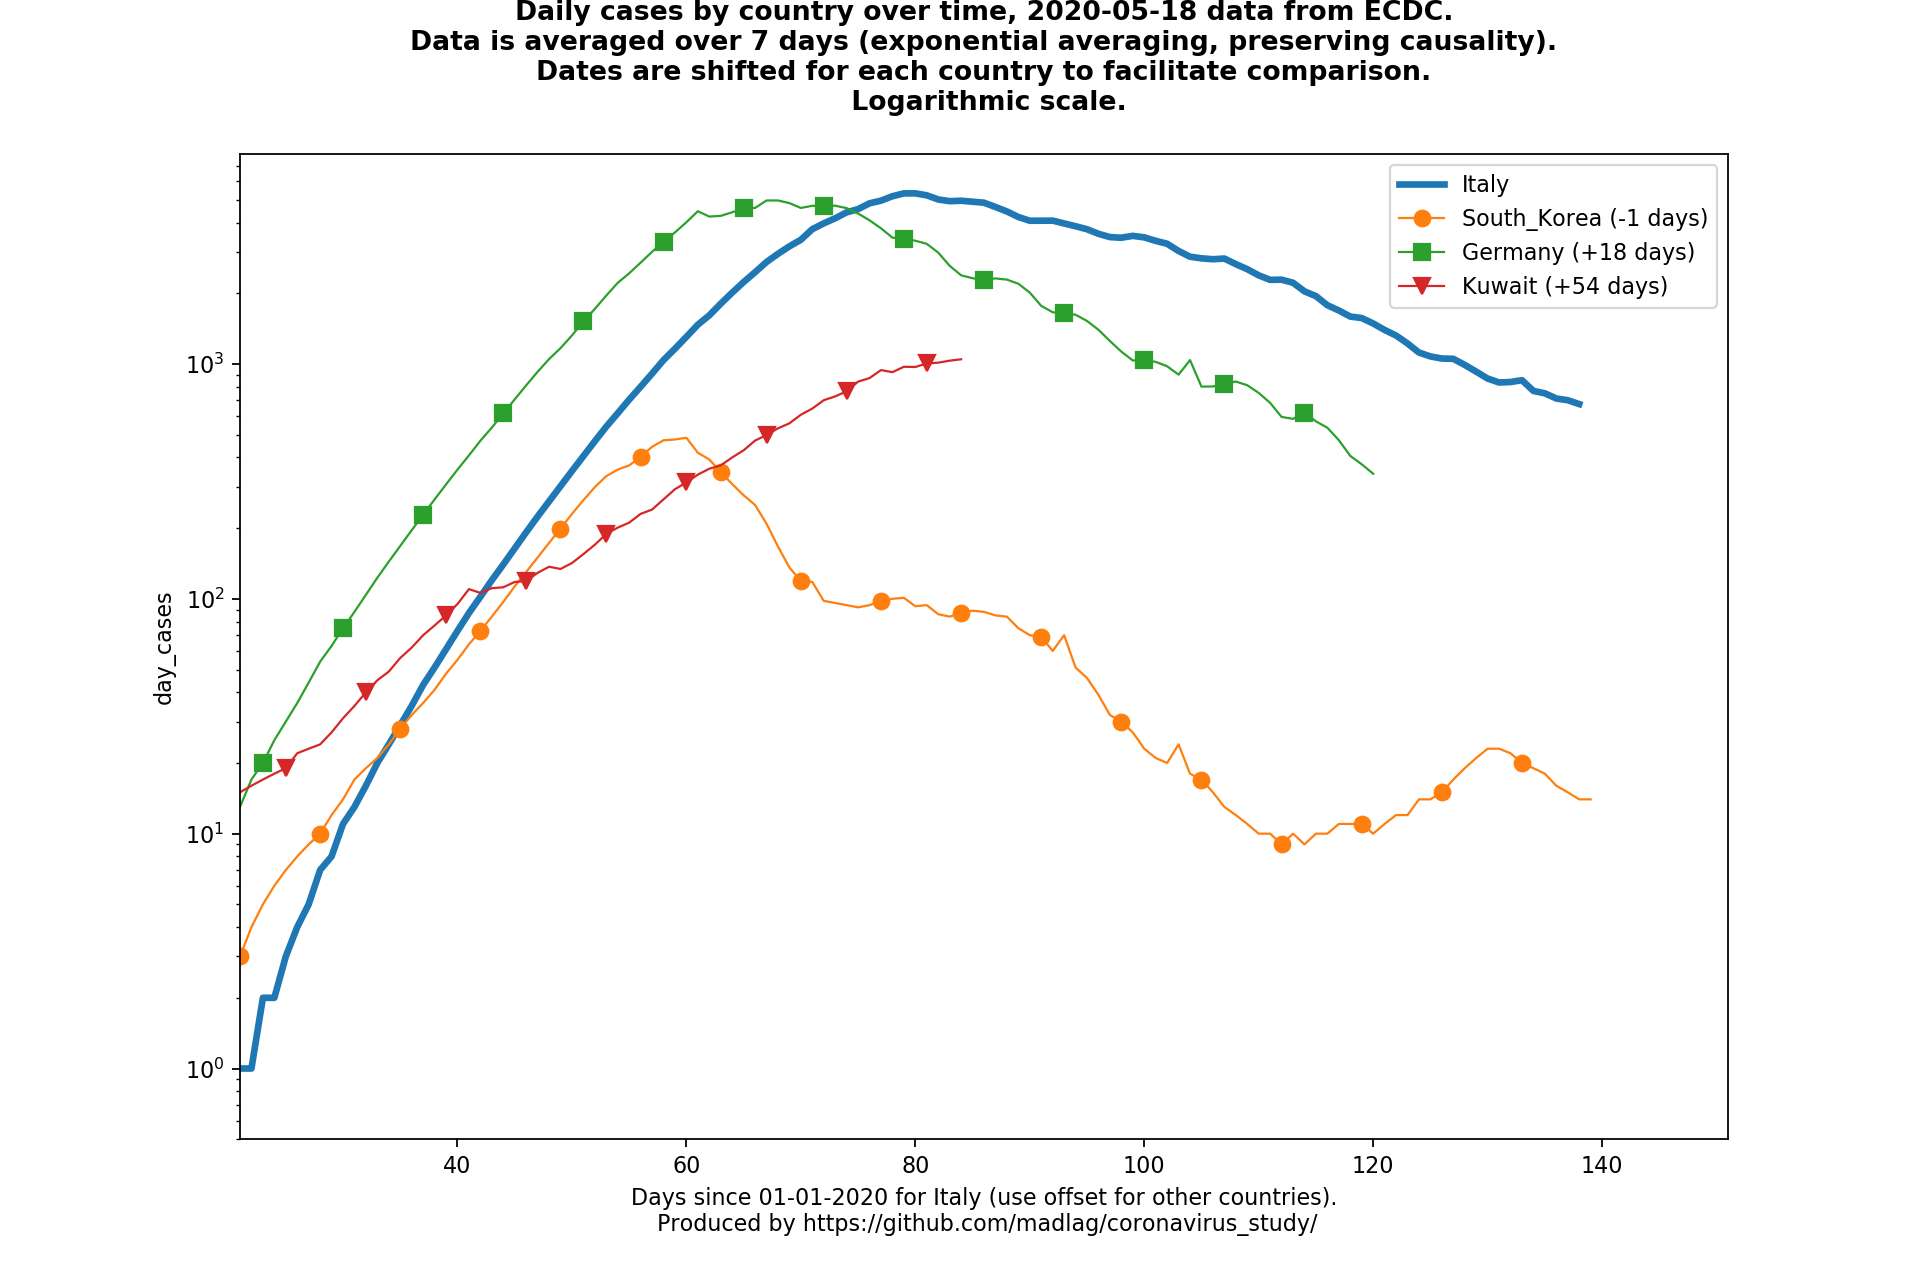 Daily cases by country over time, 2020-05-18 data from ECDC.
Data is averaged over 7 days (exponential averaging, preserving causality).
Dates are shifted for each country to facilitate comparison.
Logarithmic scale.
Italy
South_Korea (-1 days)
Germany (+18 days)
Kuwait (+54 days)
10³
10²
10¹
10⁰
day_cases
40 60 80 100 120 140
Days since 01-01-2020 for Italy (use offset for other countries).
Produced by https://github.com/madlag/coronavirus_study/